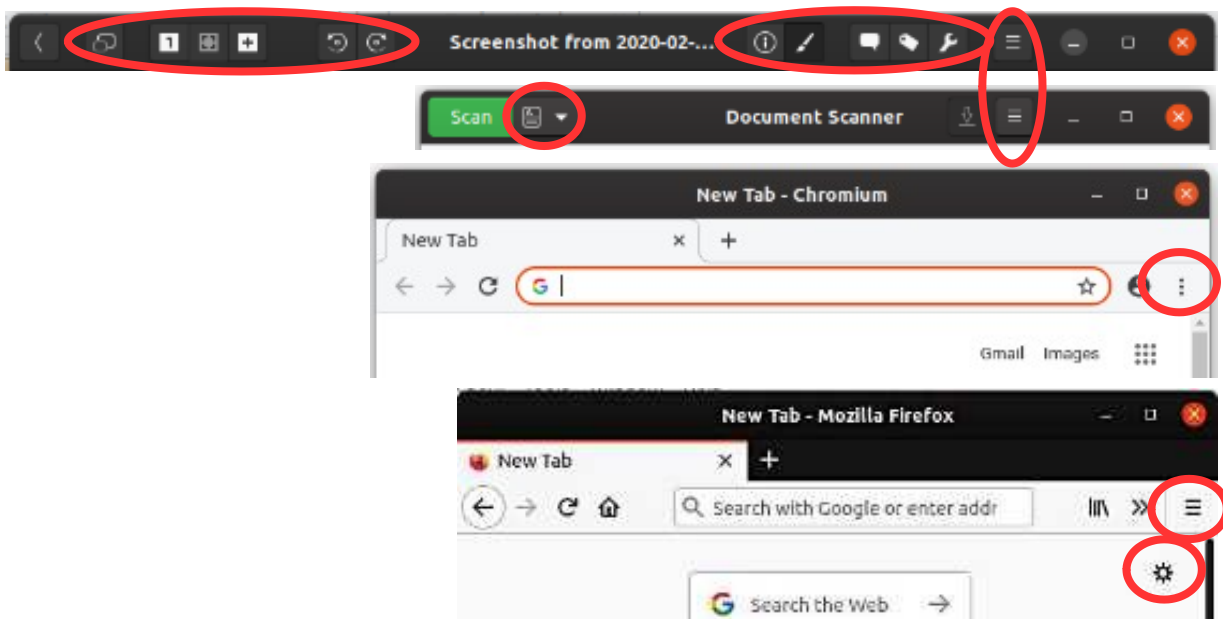 1 Screenshot from 2020-02-...
Scan Document Scanner
New Tab - Chromium
New Tab
G
Gmail Images
New Tab - Mozilla Firefox
New Tab
Search with Google or enter addr
G Search the Web